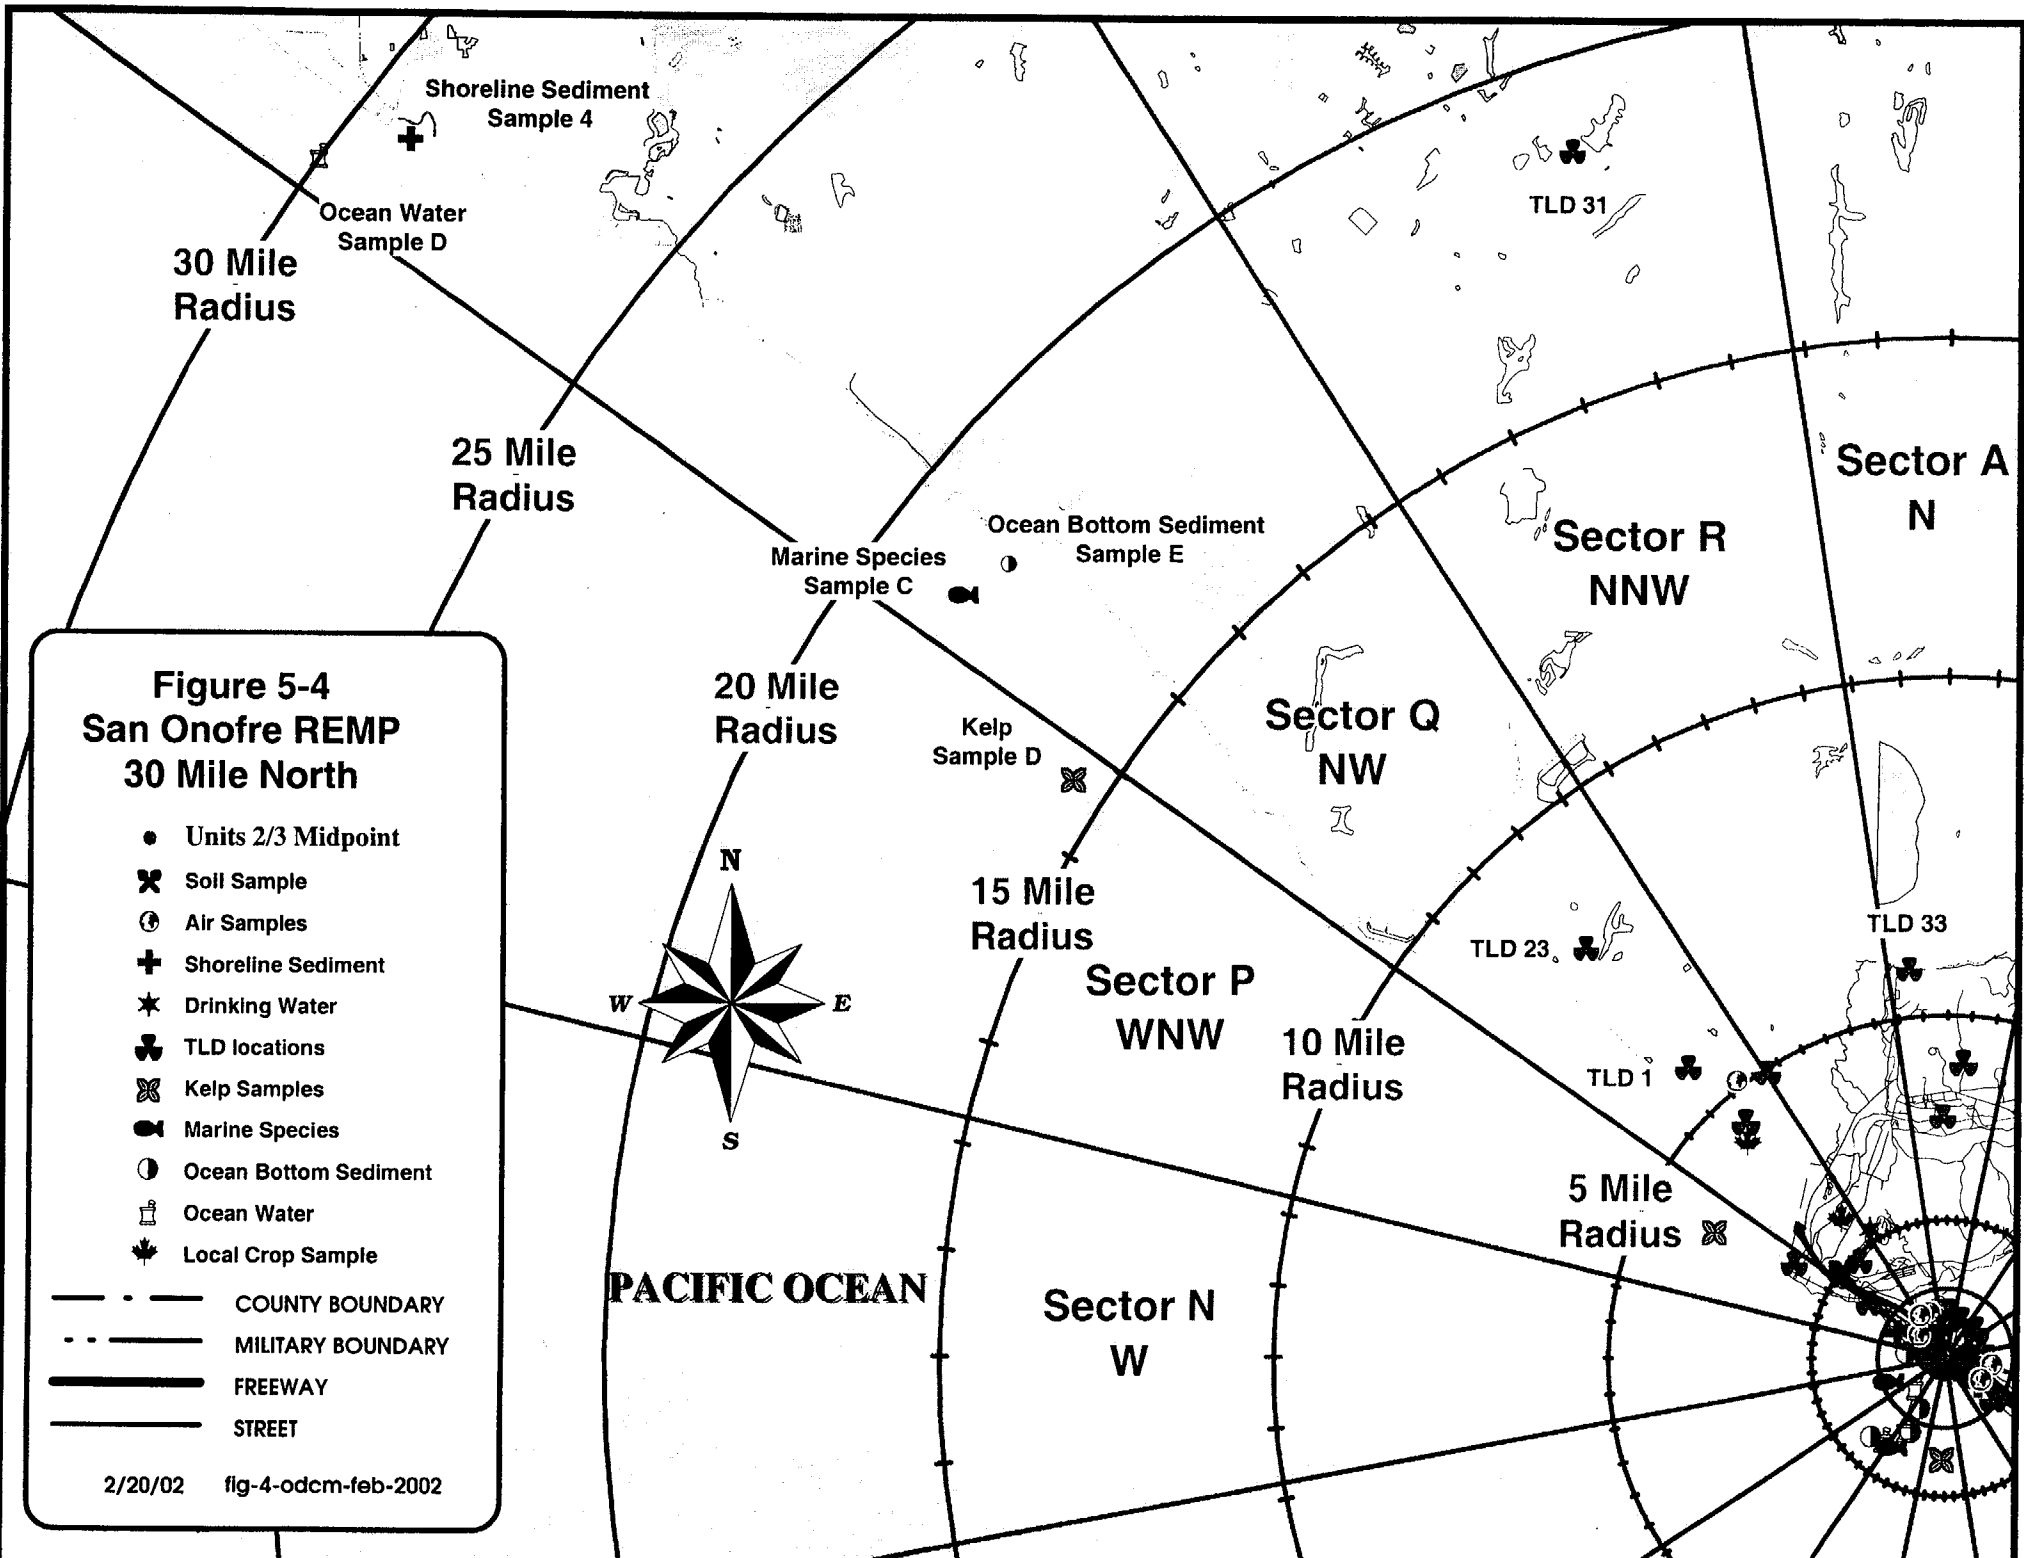 Shoreline Sediment
Sample 4
Ocean Water
Sample D
30 Mile
Radius
TLD 31
25 Mile
Radius
Sector A
N
Ocean Bottom Sediment
Sample E
Marine Species
Sample C
Sector R
NNW
20 Mile
Radius
Kelp
Sample D
Sector Q
NW
15 Mile
Radius
TLD 23
TLD 33
Sector P
WNW
10 Mile
Radius
TLD 1
5 Mile
Radius
N
W
E
S
PACIFIC OCEAN
Sector N
W
Figure 5-4
San Onofre REMP
30 Mile North
Units 2/3 Midpoint
Soil Sample
Air Samples
Shoreline Sediment
Drinking Water
TLD locations
Kelp Samples
Marine Species
Ocean Bottom Sediment
Ocean Water
Local Crop Sample
COUNTY BOUNDARY
MILITARY BOUNDARY
FREEWAY
STREET
2/20/02 fig-4-odcm-feb-2002